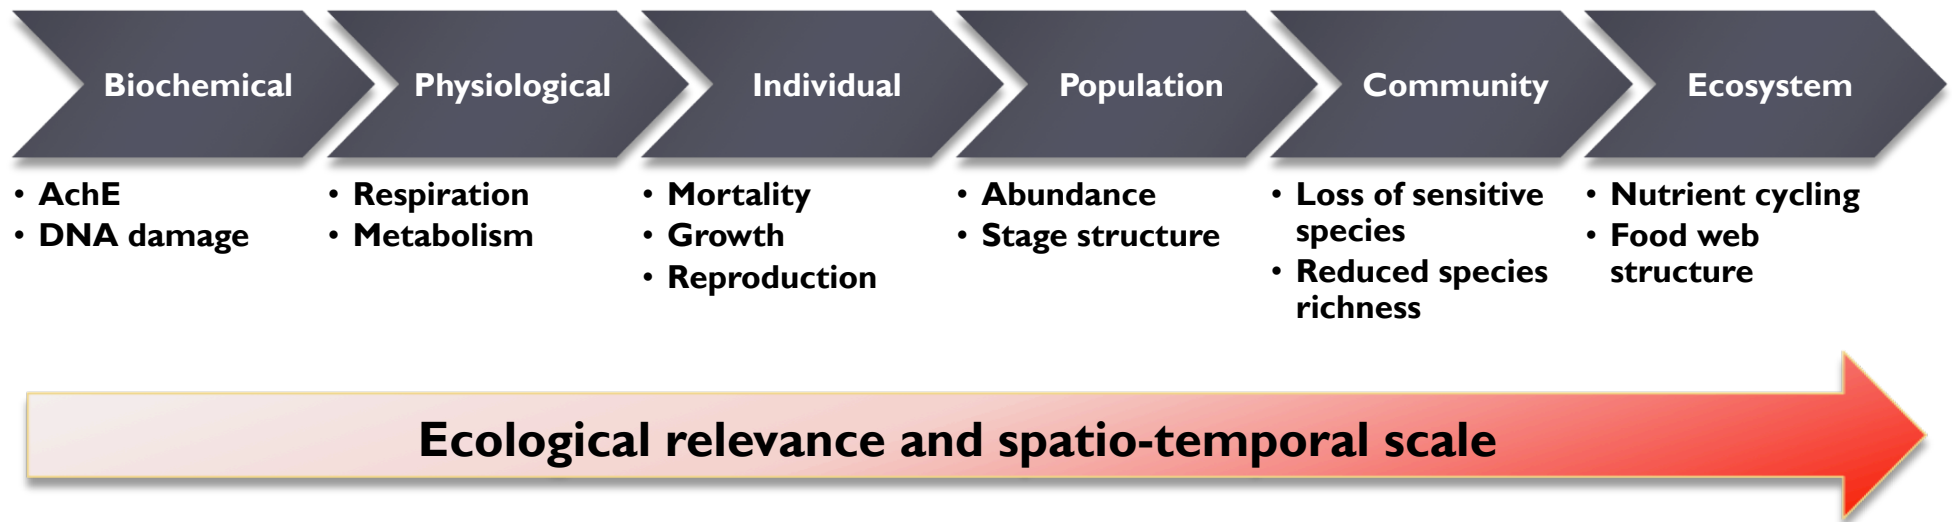 Biochemical
Physiological
Individual
Population
Community
Ecosystem
• AchE
• DNA damage
• Respiration
• Metabolism
• Mortality
• Growth
• Reproduction
• Abundance
• Stage structure
• Loss of sensitive
species
• Reduced species
richness
• Nutrient cycling
• Food web
structure
Ecological relevance and spatio-temporal scale